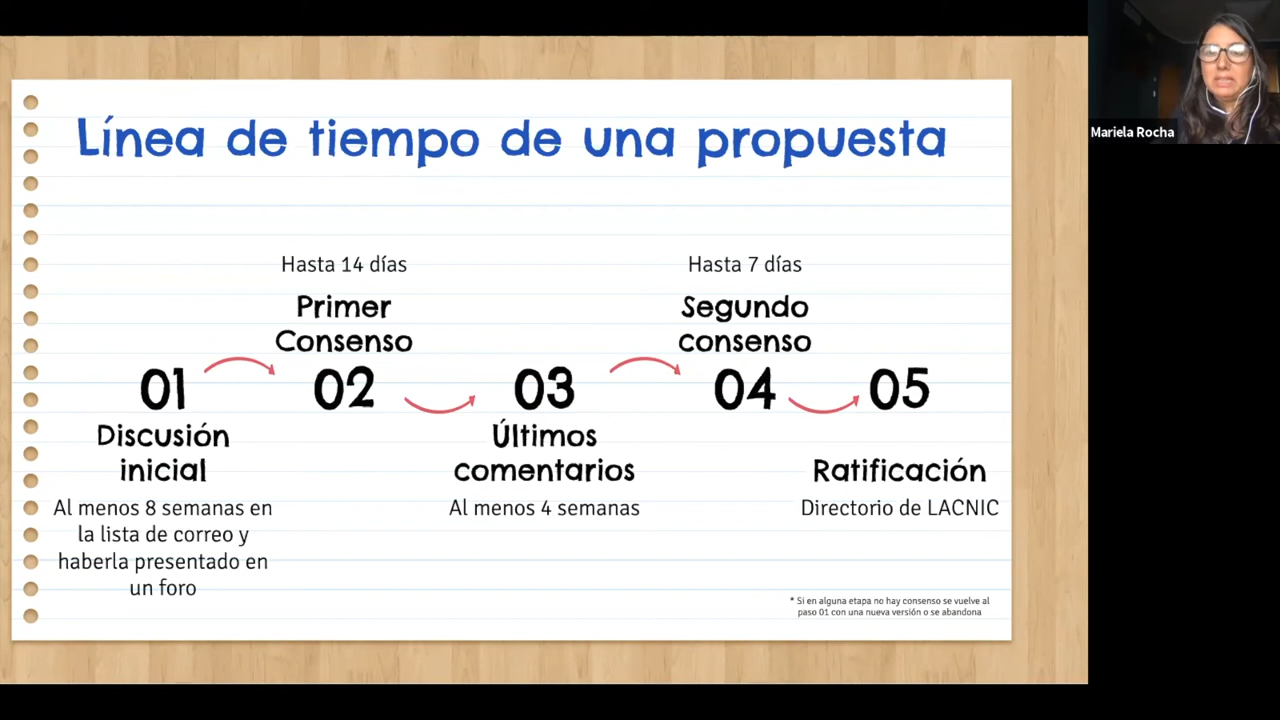 Línea de tiempo de una propuesta
Hasta 14 días
Primer
Consenso
Hasta 7 días
Segundo
consenso
01
02
03
04
05
Discusión
inicial
Al menos 8 semanas en
la lista de correo y
haberla presentado en
un foro
Últimos
comentarios
Al menos 4 semanas
Ratificación
Directorio de LACNIC
* Si en alguna etapa no hay consenso se vuelve al
paso 01 con una nueva versión o se abandona
Mariela Rocha